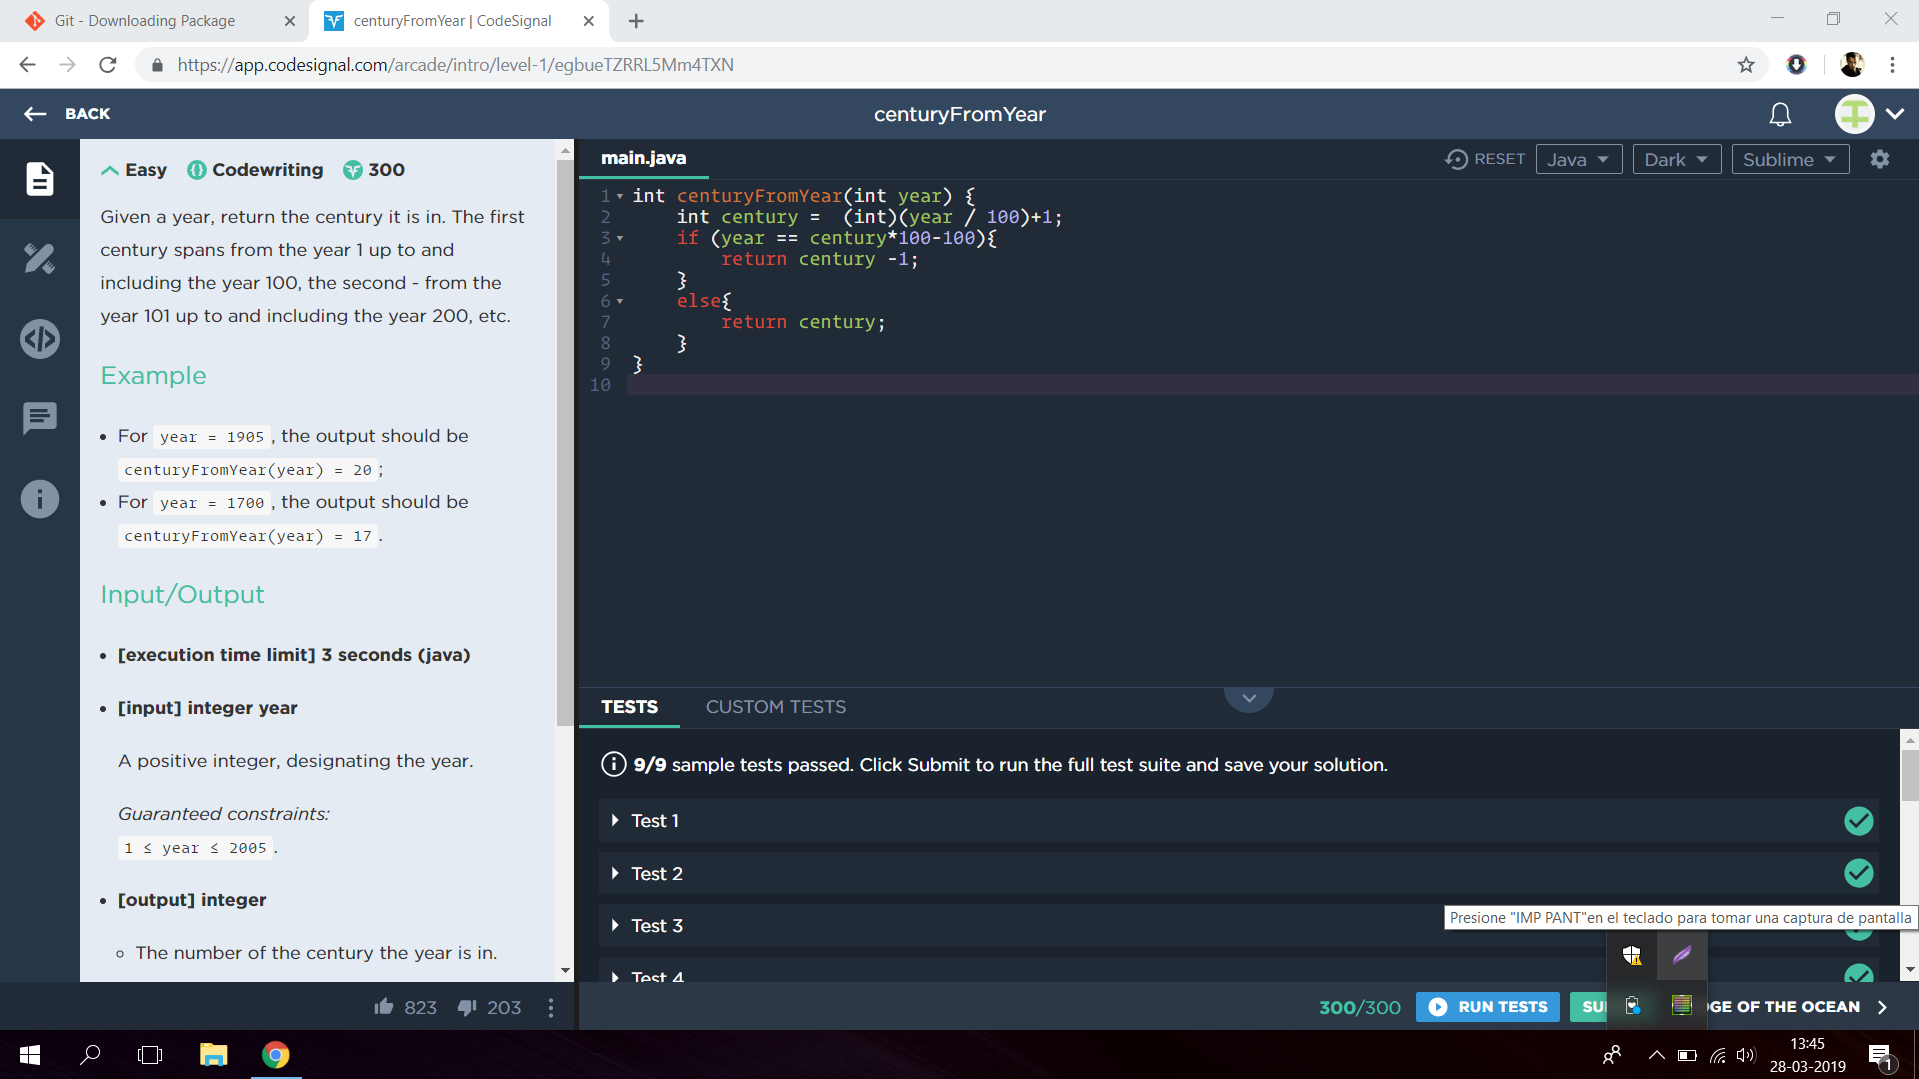 Git - Downloading Package
centuryFromYear | CodeSignal
https://app.codesignal.com/arcade/intro/level-1/egbueTZRRL5Mm4TXN
BACK
centuryFromYear
Easy Codewriting 300
Given a year, return the century it is in. The first
century spans from the year 1 up to and
including the year 100, the second - from the
year 101 up to and including the year 200, etc.
Example
• For year = 1905, the output should be
centuryFromYear(year) = 20;
• For year = 1700, the output should be
centuryFromYear(year) = 17.
Input/Output
• [execution time limit] 3 seconds (java)
• [input] integer year
A positive integer, designating the year.
Guaranteed constraints:
1 ≤ year ≤ 2005.
• [output] integer
The number of the century the year is in.
823 203
main.java
RESET Java Dark Sublime
1 int centuryFromYear(int year) {
2 int century =  (int)(year / 100)+1;
3 if (year == century*100-100){
4 return century -1;
5 }
6 else{
7 return century;
8 }
9 }
10
TESTS CUSTOM TESTS
9/9 sample tests passed. Click Submit to run the full test suite and save your solution.
Test 1
Test 2
Test 3
Presione "IMP PANT"en el teclado para tomar una captura de pantalla
Test 4
300/300 RUN TESTS SU GE OF THE OCEAN
13:45
28-03-2019
1